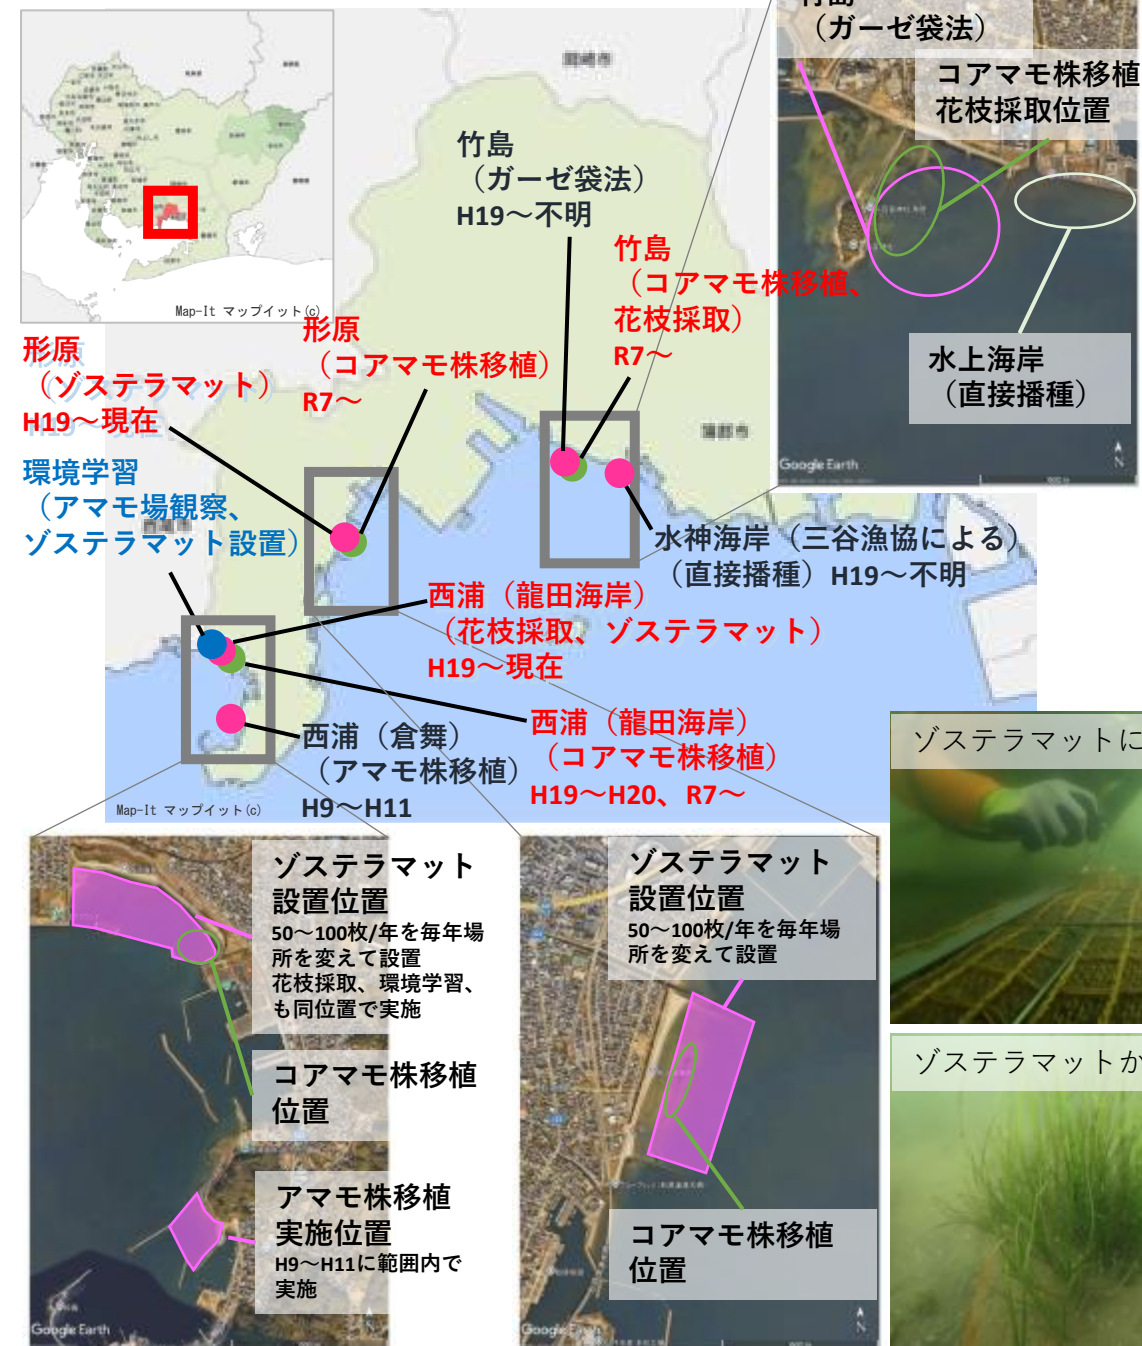 Map-It マップイット(c)
竹島
（ガーゼ袋法）
H19～不明
竹島
（コアマモ株移植、
花枝採取）
R7～
形原
（ゾステラマット）
H19～現在
形原
（コアマモ株移植）
R7～
環境学習
（アマモ場観察、
ゾステラマット設置）
水神海岸（三谷漁協による）
（直接播種）H19～不明
西浦（龍田海岸）
（花枝採取、ゾステラマット）
H19～現在
西浦（龍田海岸）
（コアマモ株移植）
H19～H20、R7～
西浦（倉舞）
（アマモ株移植）
H9～H11
蒲郡市
Map-It マップイット(c)
竹島
（ガーゼ袋法）
コアマモ株移植
花枝採取位置
水上海岸
（直接播種）
Google Earth
N
ゾステラマット
設置位置
50～100枚/年を毎年場
所を変えて設置
花枝採取、環境学習、
も同位置で実施
コアマモ株移植
位置
アマモ株移植
実施位置
H9～H11に範囲内で
実施
Google Earth
N
ゾステラマット
設置位置
50～100枚/年を毎年場
所を変えて設置
コアマモ株移植
位置
Google Earth
N
ゾステラマットに
ゾステラマットか